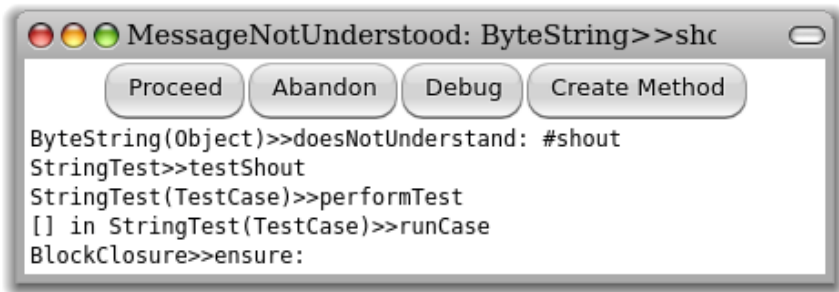 MessageNotUnderstood: ByteString>>sho
Proceed Abandon Debug Create Method
ByteString(Object)>>doesNotUnderstand: #shout
StringTest>>testShout
StringTest(TestCase)>>performTest
[] in StringTest(TestCase)>>runCase
BlockClosure>>ensure: